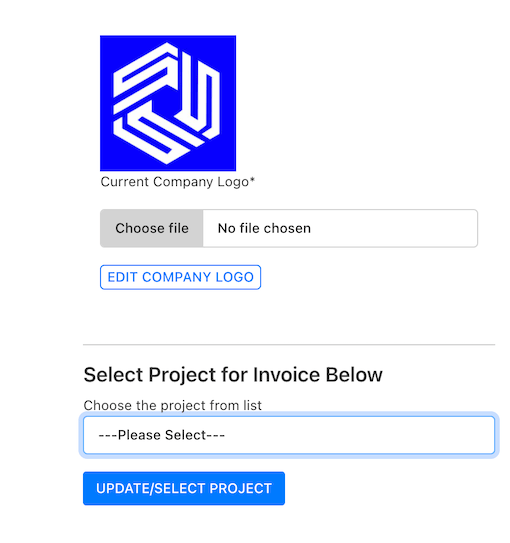 Current Company Logo*
Choose file No file chosen
EDIT COMPANY LOGO
Select Project for Invoice Below
Choose the project from list
---Please Select---
UPDATE/SELECT PROJECT